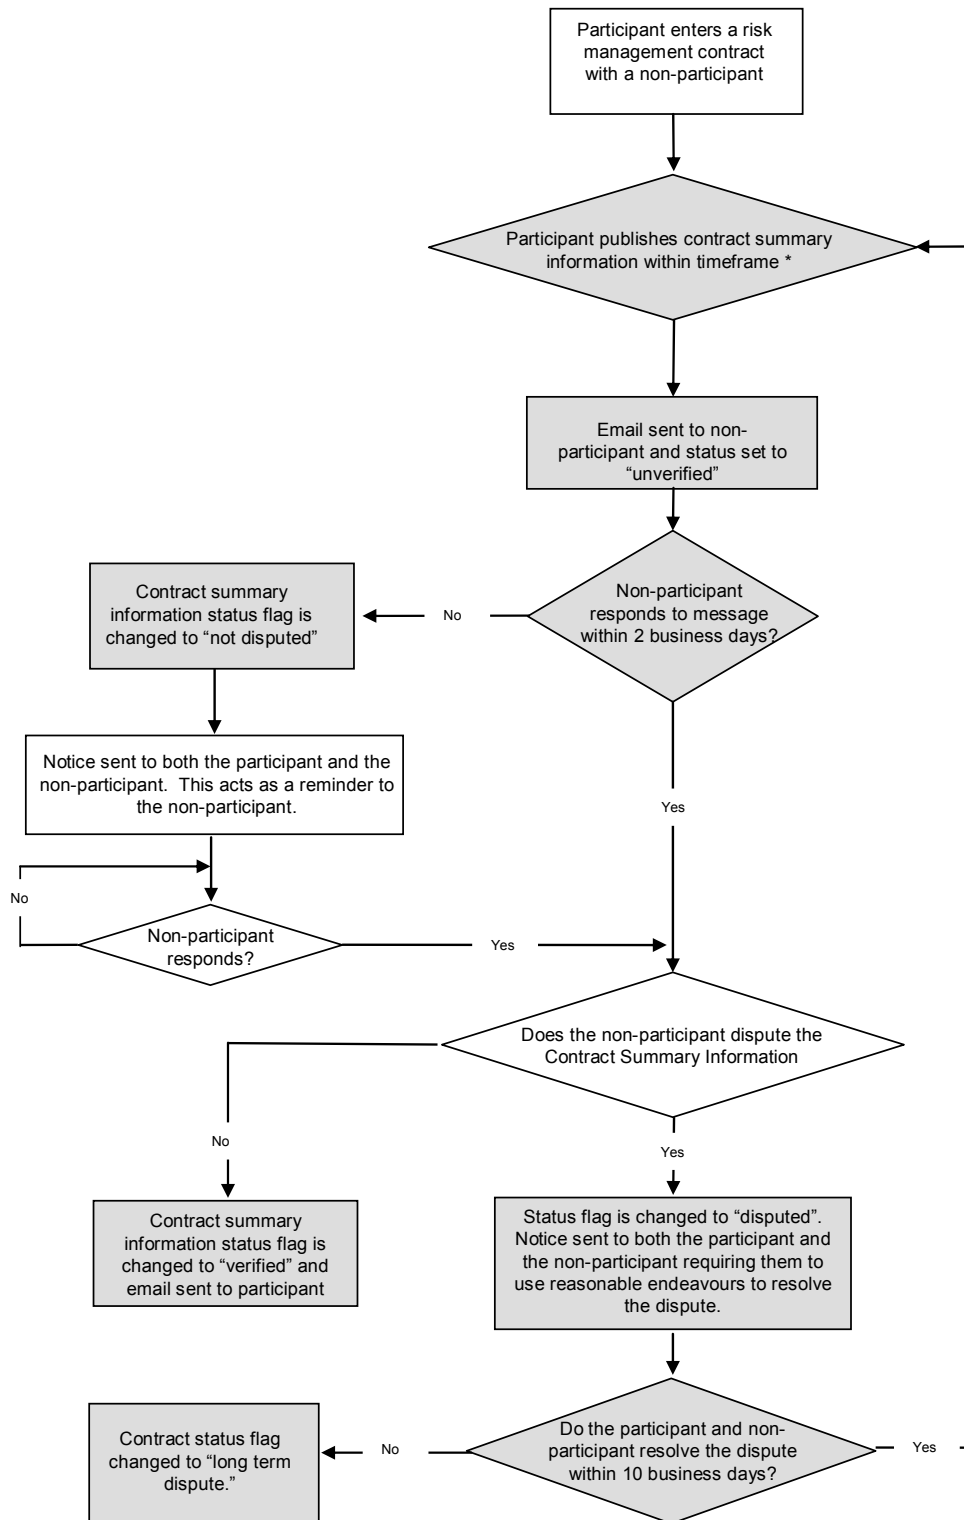 Participant enters a risk
management contract
with a non-participant
Participant publishes contract summary
information within timeframe *
Email sent to non-
participant and status set to
“unverified”
Non-participant
responds to message
within 2 business days?
No
Contract summary
information status flag is
changed to “not disputed”
Notice sent to both the participant and the
non-participant.  This acts as a reminder to
the non-participant.
Yes
No
Non-participant
responds?
Yes
Does the non-participant dispute the
Contract Summary Information
No
Yes
Contract summary
information status flag is
changed to “verified” and
email sent to participant
Status flag is changed to “disputed”.
Notice sent to both the participant and
the non-participant requiring them to
use reasonable endeavours to resolve
the dispute.
Do the participant and non-
participant resolve the dispute
within 10 business days?
No
Yes
Contract status flag
changed to “long term
dispute.”